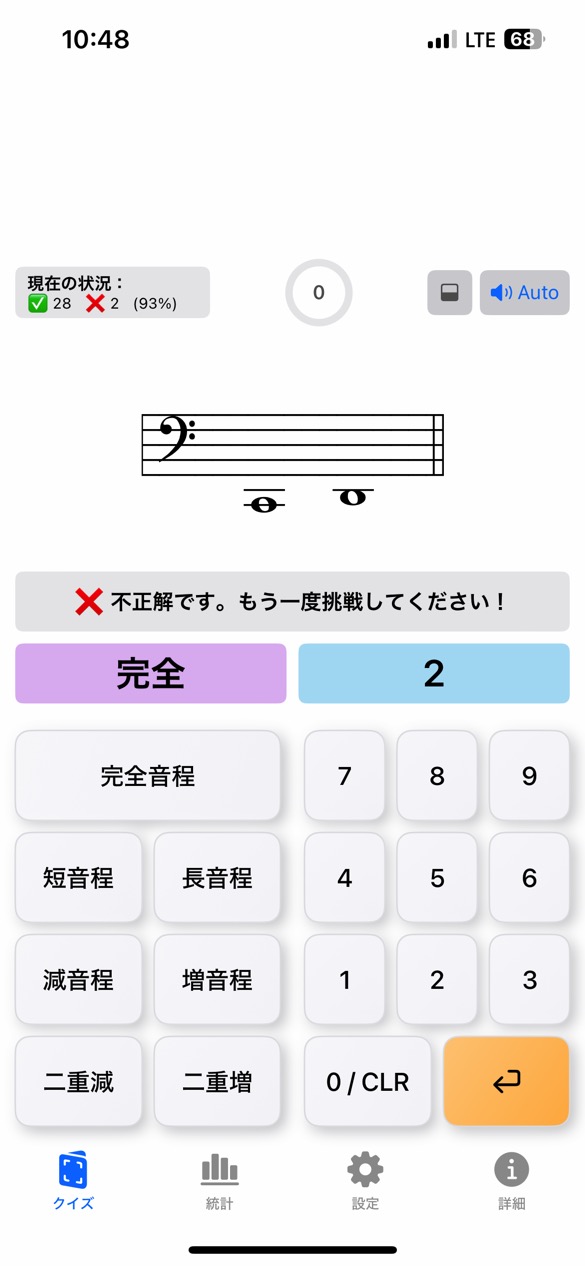 10:48
LTE 68
現在の状況：
✅ 28 ❌ 2 (93%)
0
Auto
❌ 不正解です。もう一度挑戦してください！
完全 2
完全音程 7 8 9
短音程 長音程 4 5 6
減音程 増音程 1 2 3
二重減 二重増 0 / CLR
クイズ 統計 設定 詳細